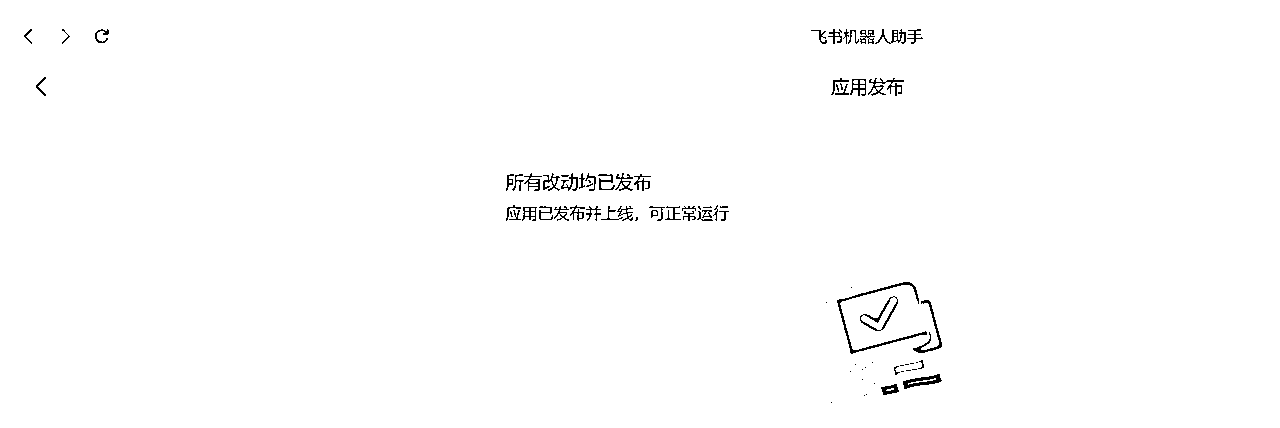 飞书机器人助手
应用发布
所有改动均已发布
应用已发布并上线，可正常运行